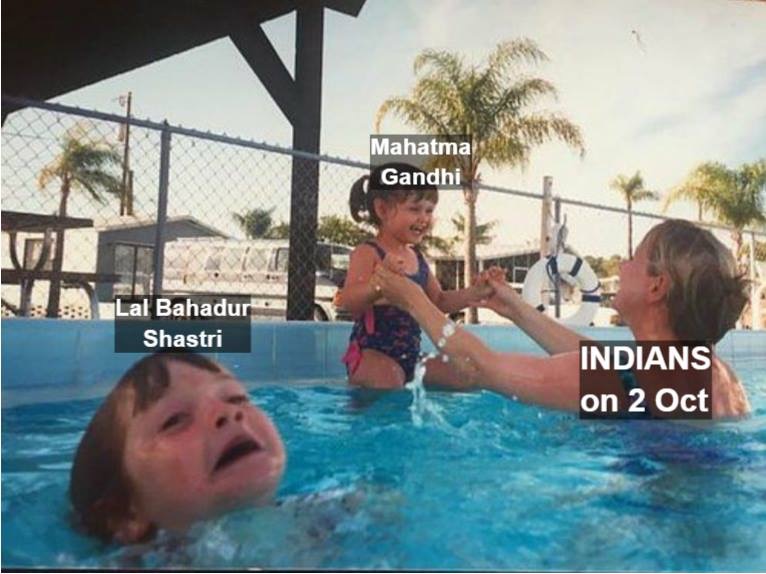 Mahatma
Gandhi
Lal Bahadur
Shastri
INDIANS
on 2 Oct